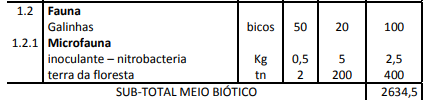 1.2 Fauna
Galinhas bicos 50 20 100
1.2.1 Microfauna
inoculante – nitrobacteria Kg 0,5 5 2,5
terra da floresta tn 2 200 400
SUB-TOTAL MEIO BIÓTICO 2634,5